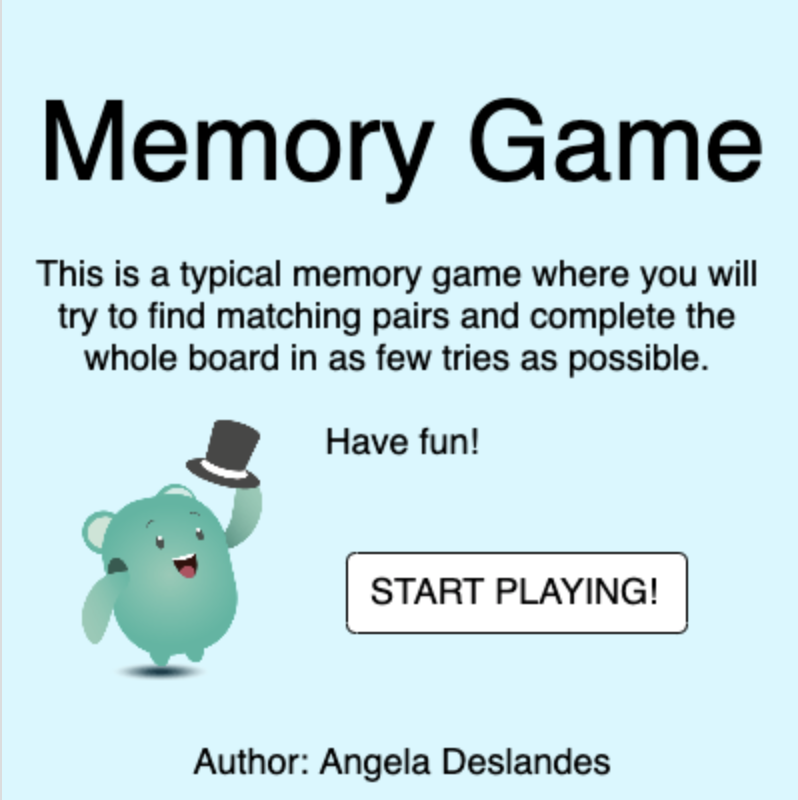 Memory Game
This is a typical memory game where you will
try to find matching pairs and complete the
whole board in as few tries as possible.
Have fun!
START PLAYING!
Author: Angela Deslandes